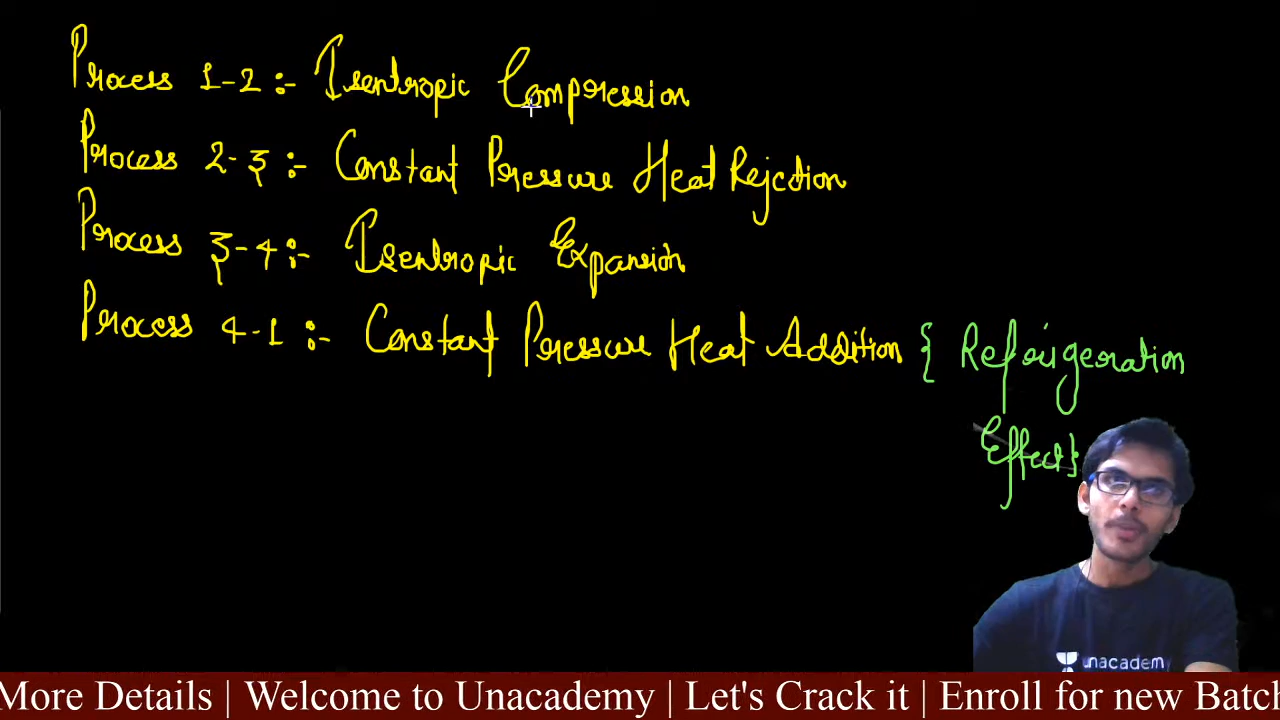 Process 1-2 :- Isentropic Compression
Process 2-3 :- Constant Pressure Heat Rejction
Process 3-4 :- Isentropic Expansion
Process 4-1 :- Constant Pressure Heat Addition { Refrigeration
Effect}
unacademy
More Details | Welcome to Unacademy | Let's Crack it | Enroll for new Batch